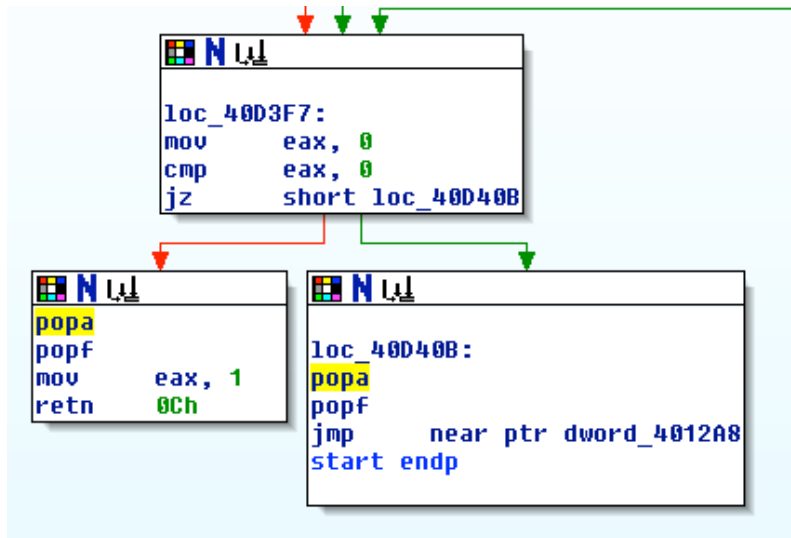 N
loc_40D3F7:
mov eax, 0
cmp eax, 0
jz short loc_40D40B
N
popa
popf
mov eax, 1
retn 0Ch
N
loc_40D40B:
popa
popf
jmp near ptr dword_4012A8
start endp